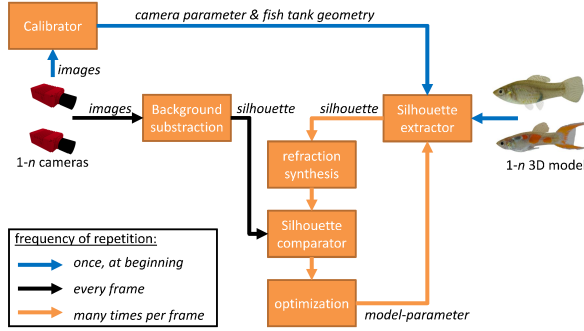 camera parameter & fish tank geometry
Calibrator
images
images
Background
substraction
silhouette
silhouette
Silhouette
extractor
1-n cameras
refraction
synthesis
1-n 3D model
Silhouette
comparator
frequency of repetition:
once, at beginning
every frame
many times per frame
optimization
model-parameter